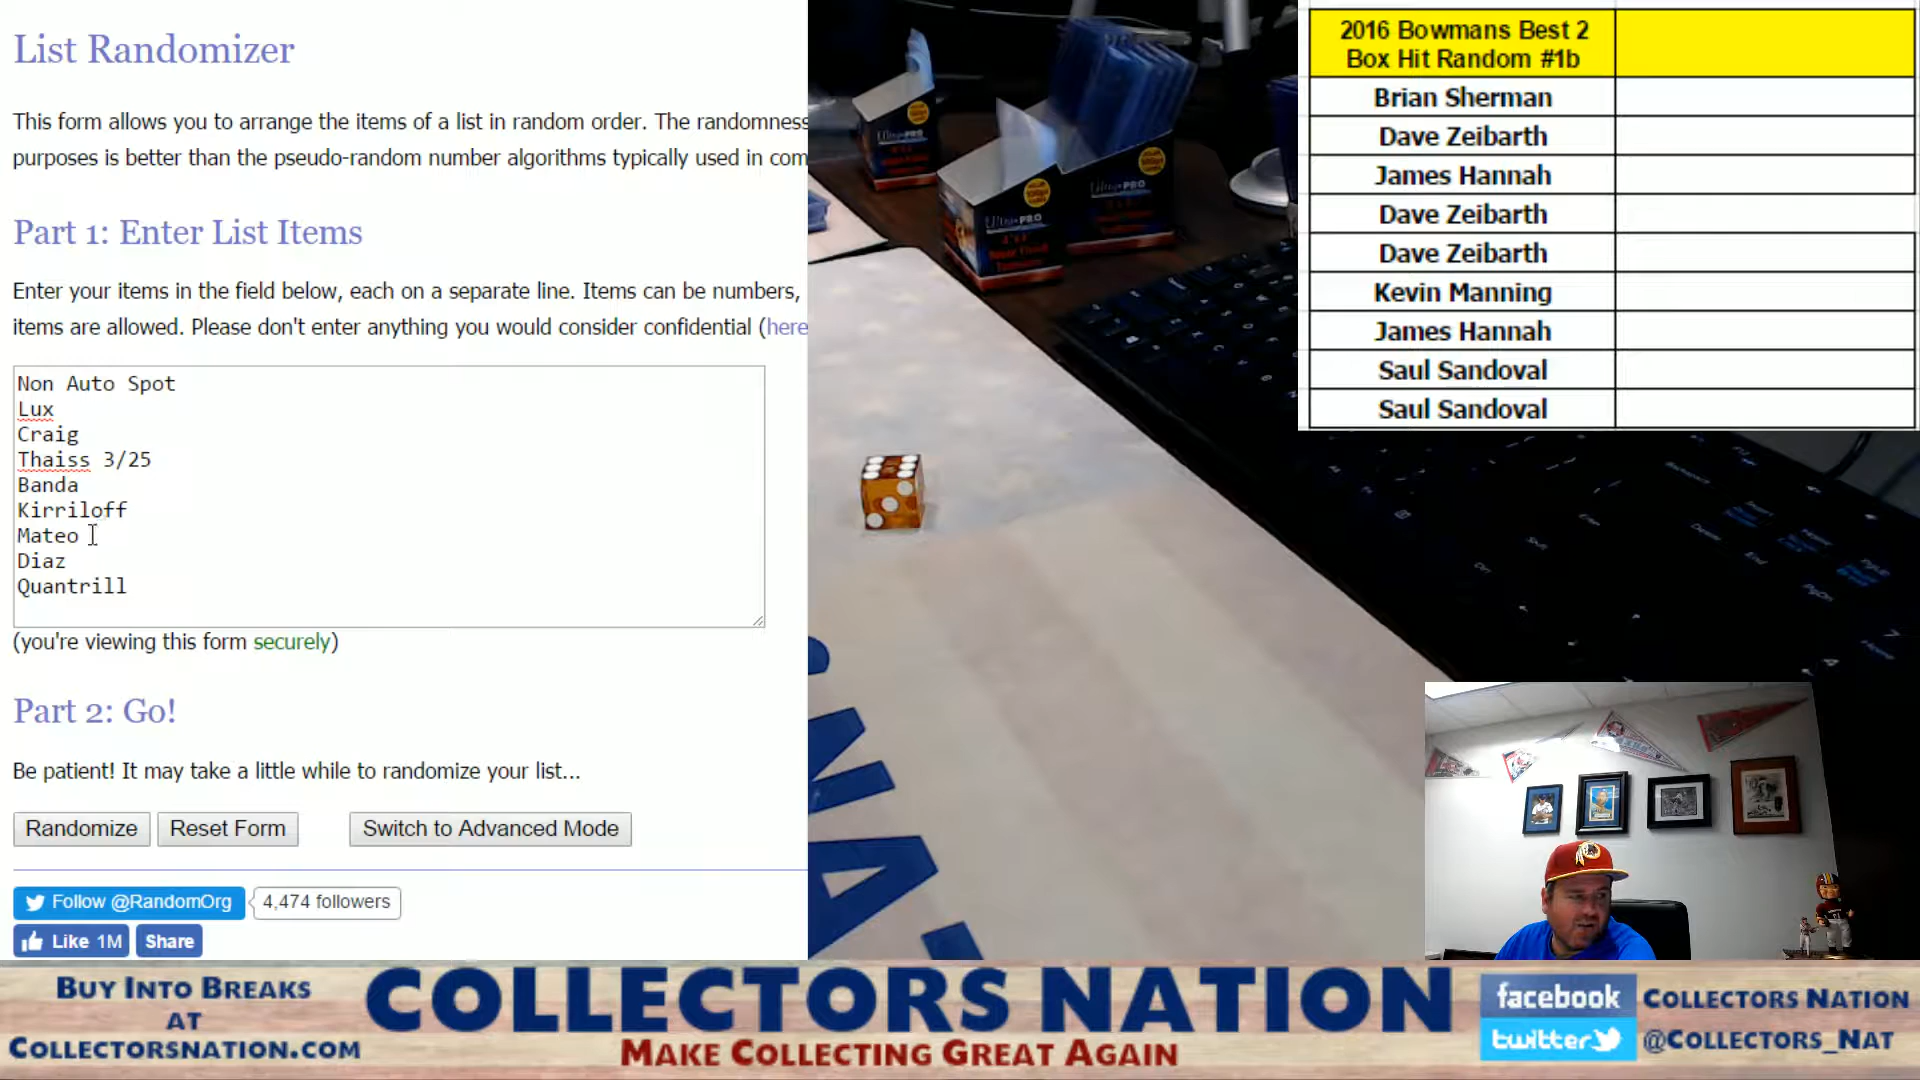 List Randomizer
This form allows you to arrange the items of a list in random order. The randomness
purposes is better than the pseudo-random number algorithms typically used in com
Part 1: Enter List Items
Enter your items in the field below, each on a separate line. Items can be numbers,
items are allowed. Please don't enter anything you would consider confidential (here
Non Auto Spot
Lux
Craig
Thaiss 3/25
Banda
Kirriloff
Mateo
Diaz
Quantrill
(you're viewing this form securely)
Part 2: Go!
Be patient! It may take a little while to randomize your list...
Randomize Reset Form Switch to Advanced Mode
Follow @RandomOrg 4,474 followers
Like 1M Share
2016 Bowmans Best 2
Box Hit Random #1b
Brian Sherman
Dave Zeibarth
James Hannah
Dave Zeibarth
Dave Zeibarth
Kevin Manning
James Hannah
Saul Sandoval
Saul Sandoval
BUY INTO BREAKS
AT
COLLECTORSNATION.COM
COLLECTORS NATION
MAKE COLLECTING GREAT AGAIN
facebook COLLECTORS NATION
twitter @COLLECTORS_NAT